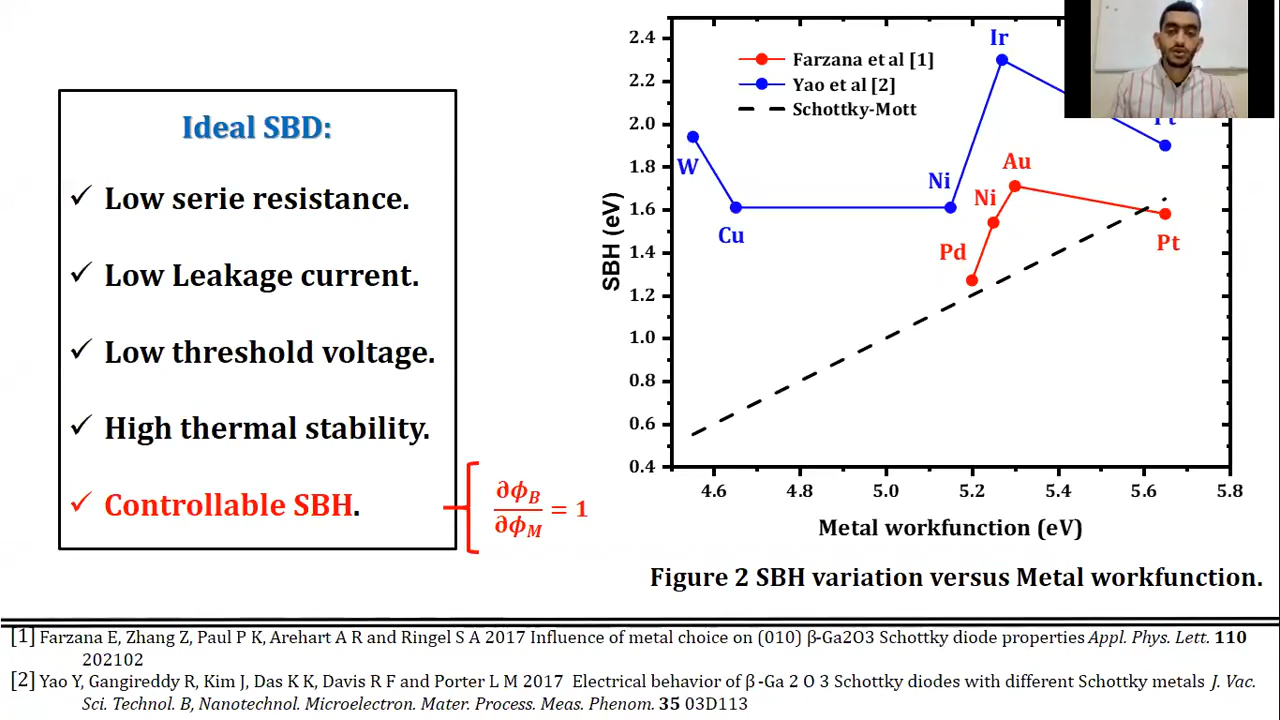 Ideal SBD:
✓ Low serie resistance.
✓ Low Leakage current.
✓ Low threshold voltage.
✓ High thermal stability.
✓ Controllable SBH.
∂ϕ_B
∂ϕ_M = 1
Farzana et al [1]
Yao et al [2]
Schottky-Mott
Ir
W
Cu
Ni
Pd
Ni
Au
Pt
SBH (eV)
2.4
2.2
2.0
1.8
1.6
1.4
1.2
1.0
0.8
0.6
0.4
4.6 4.8 5.0 5.2 5.4 5.6 5.8
Metal workfunction (eV)
Figure 2 SBH variation versus Metal workfunction.
[1] Farzana E, Zhang Z, Paul P K, Arehart A R and Ringel S A 2017 Influence of metal choice on (010) β-Ga2O3 Schottky diode properties Appl. Phys. Lett. 110
202102
[2] Yao Y, Gangireddy R, Kim J, Das K K, Davis R F and Porter L M 2017 Electrical behavior of β -Ga 2 O 3 Schottky diodes with different Schottky metals J. Vac.
Sci. Technol. B, Nanotechnol. Microelectron. Mater. Process. Meas. Phenom. 35 03D113